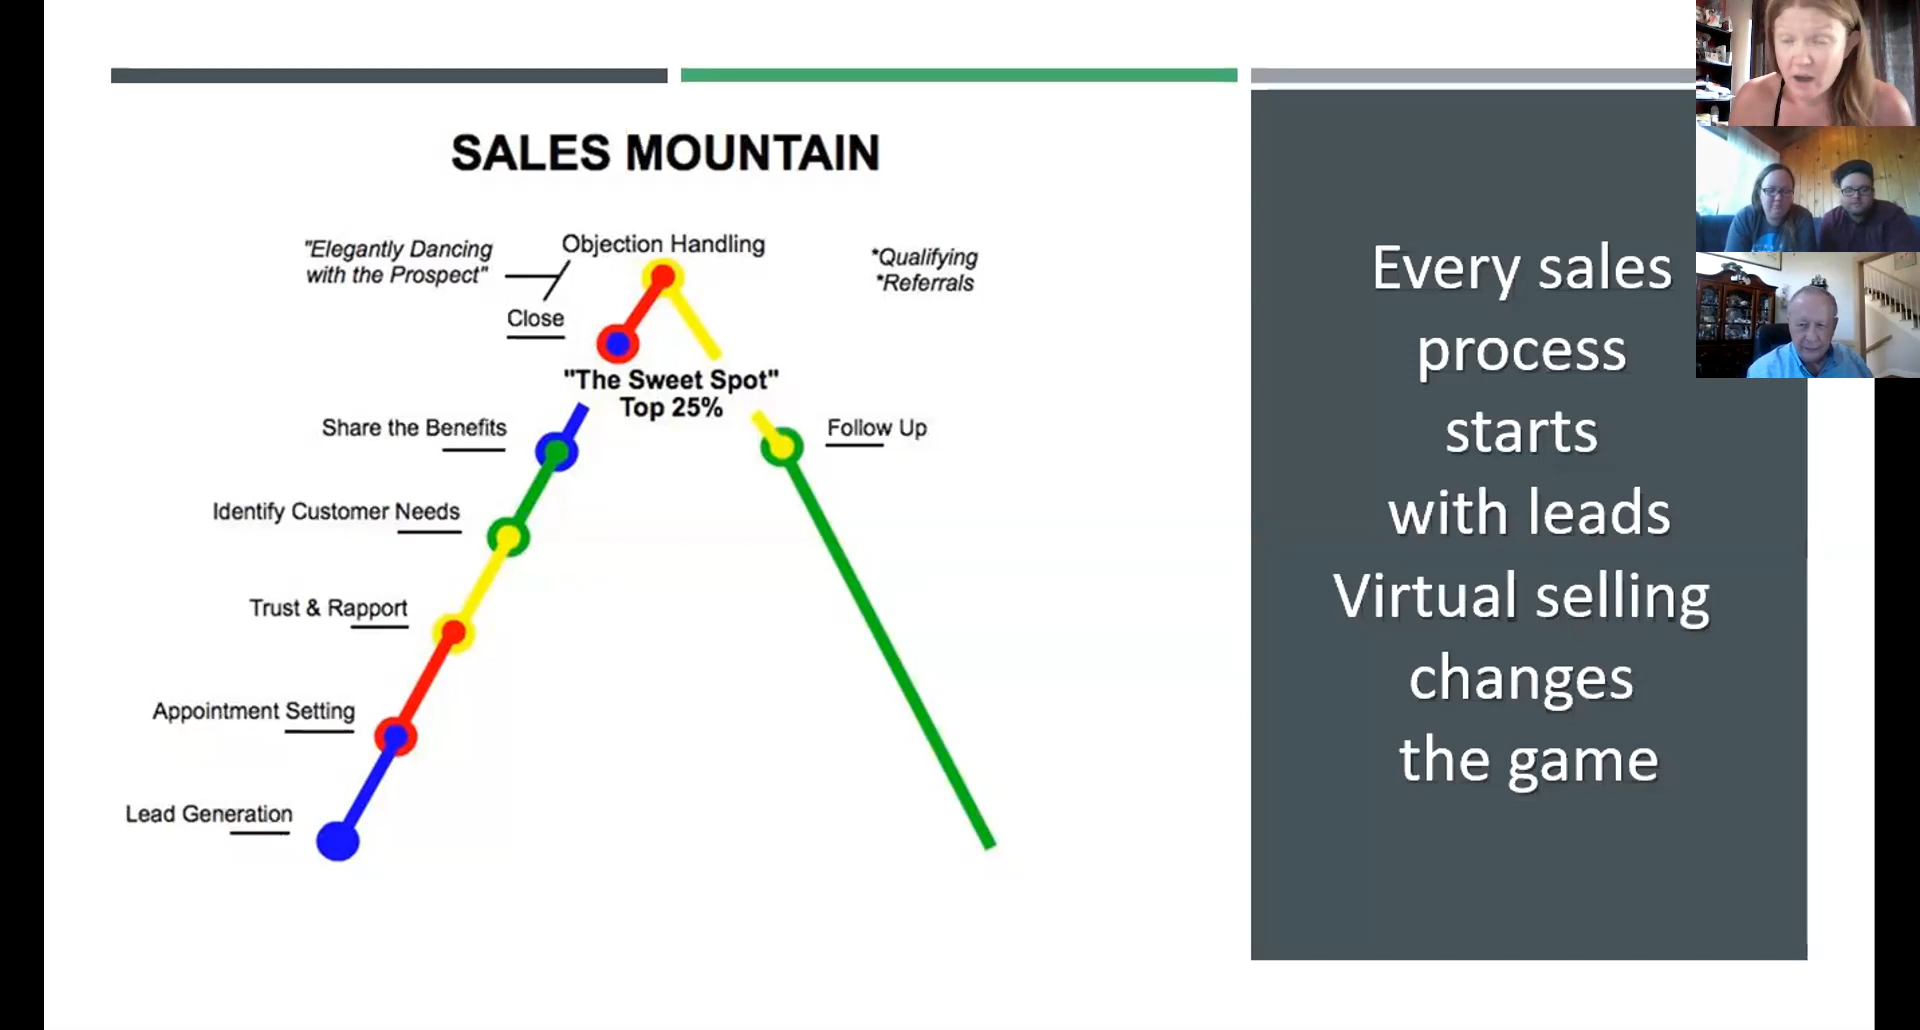 SALES MOUNTAIN
"Elegantly Dancing
with the Prospect"
Objection Handling
*Qualifying
*Referrals
Close
"The Sweet Spot"
Top 25%
Share the Benefits
Follow Up
Identify Customer Needs
Trust & Rapport
Appointment Setting
Lead Generation
Every sales
process
starts
with leads
Virtual selling
changes
the game